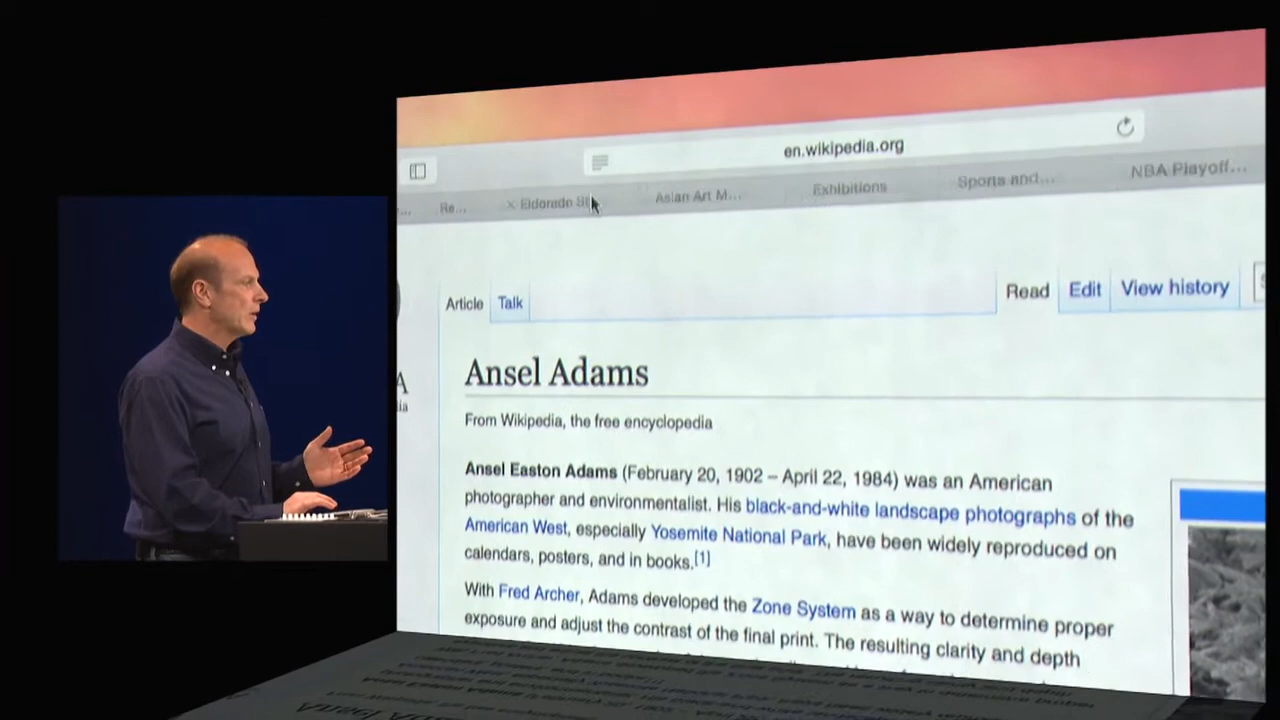 en.wikipedia.org
Re... × Eldorado St Asian Art M... Exhibitions Sports and... NBA Playoff...
Article Talk Read Edit View history
Ansel Adams
From Wikipedia, the free encyclopedia
Ansel Easton Adams (February 20, 1902 – April 22, 1984) was an American
photographer and environmentalist. His black-and-white landscape photographs of the
American West, especially Yosemite National Park, have been widely reproduced on
calendars, posters, and in books.[1]
With Fred Archer, Adams developed the Zone System as a way to determine proper
exposure and adjust the contrast of the final print. The resulting clarity and depth